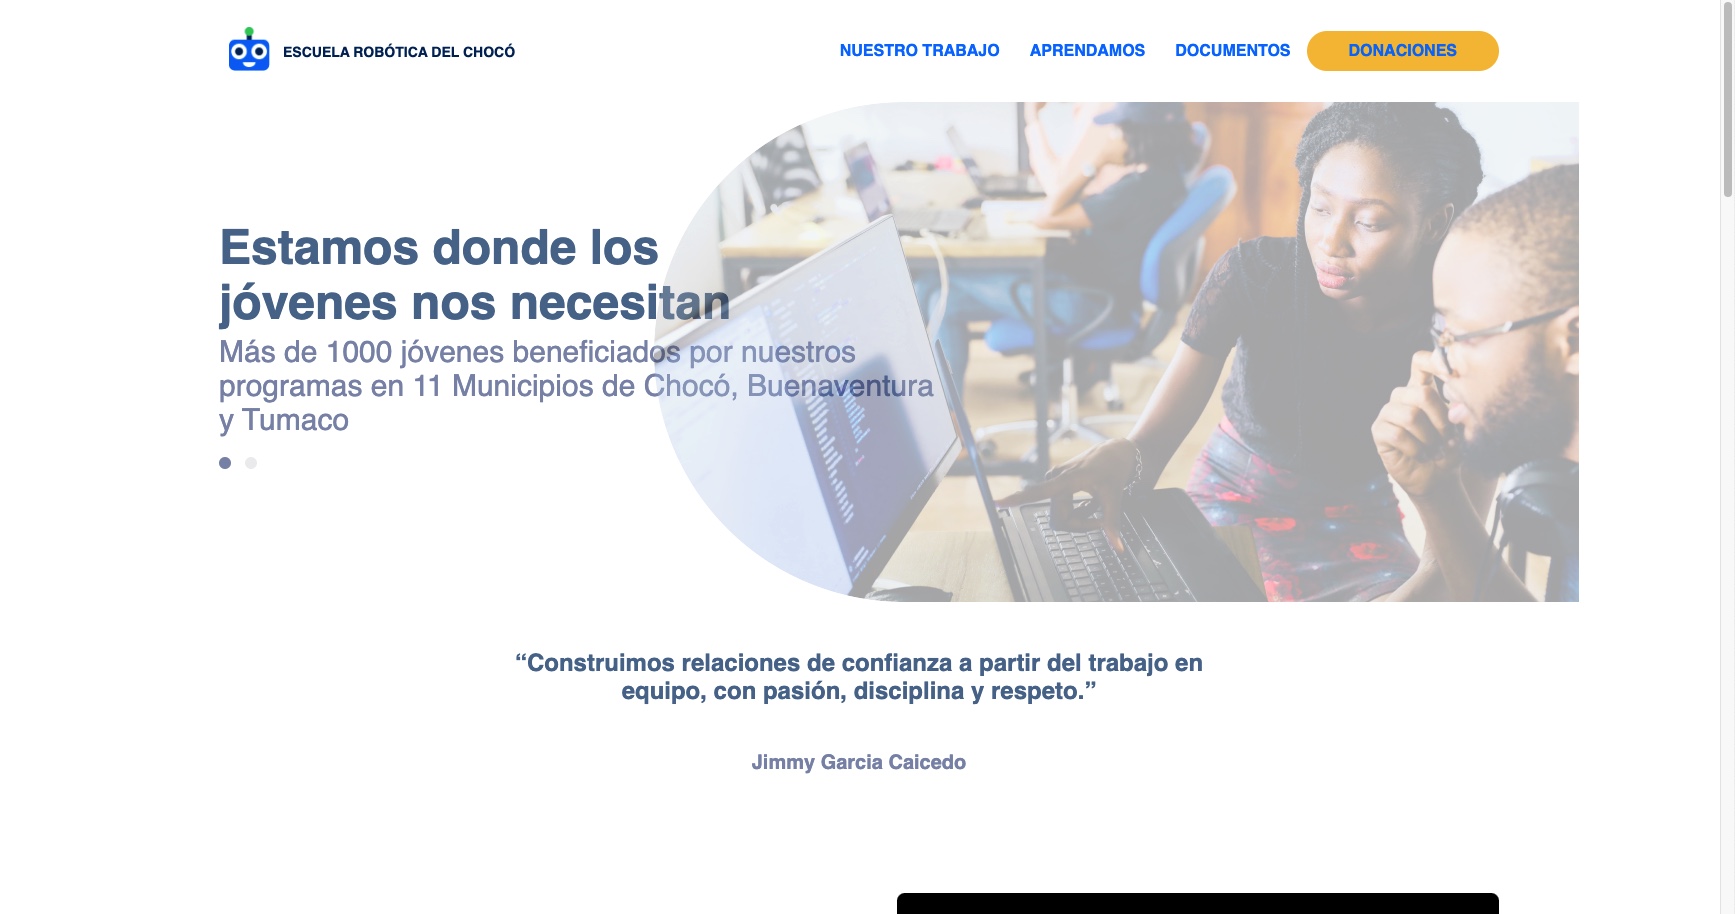 ESCUELA ROBÓTICA DEL CHOCÓ
NUESTRO TRABAJO
APRENDAMOS
DOCUMENTOS
DONACIONES
Estamos donde los
jóvenes nos necesitan
Más de 1000 jóvenes beneficiados por nuestros
programas en 11 Municipios de Chocó, Buenaventura
y Tumaco
“Construimos relaciones de confianza a partir del trabajo en
equipo, con pasión, disciplina y respeto.”
Jimmy Garcia Caicedo